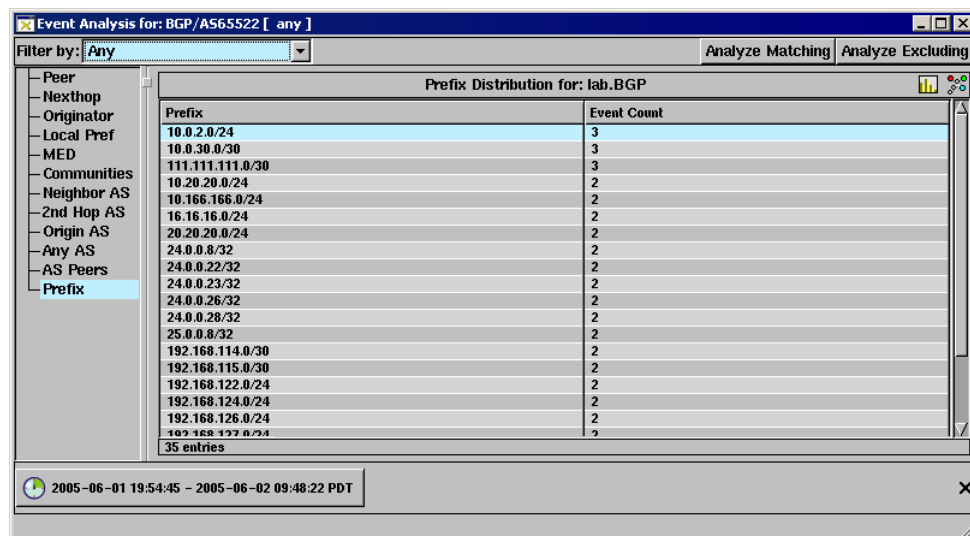 Event Analysis for: BGP/AS65522 [ any ]
Filter by: Any
Analyze Matching Analyze Excluding
Peer
Nexthop
Originator
Local Pref
MED
Communities
Neighbor AS
2nd Hop AS
Origin AS
Any AS
AS Peers
Prefix
Prefix Distribution for: lab.BGP
Prefix Event Count
10.0.2.0/24 3
10.0.30.0/30 3
111.111.111.0/30 3
10.20.20.0/24 2
10.166.166.0/24 2
16.16.16.0/24 2
20.20.20.0/24 2
24.0.0.8/32 2
24.0.0.22/32 2
24.0.0.23/32 2
24.0.0.26/32 2
24.0.0.28/32 2
25.0.0.8/32 2
192.168.114.0/30 2
192.168.115.0/30 2
192.168.122.0/24 2
192.168.124.0/24 2
192.168.126.0/24 2
192.168.127.0/24 2
35 entries
2005-06-01 19:54:45 - 2005-06-02 09:48:22 PDT